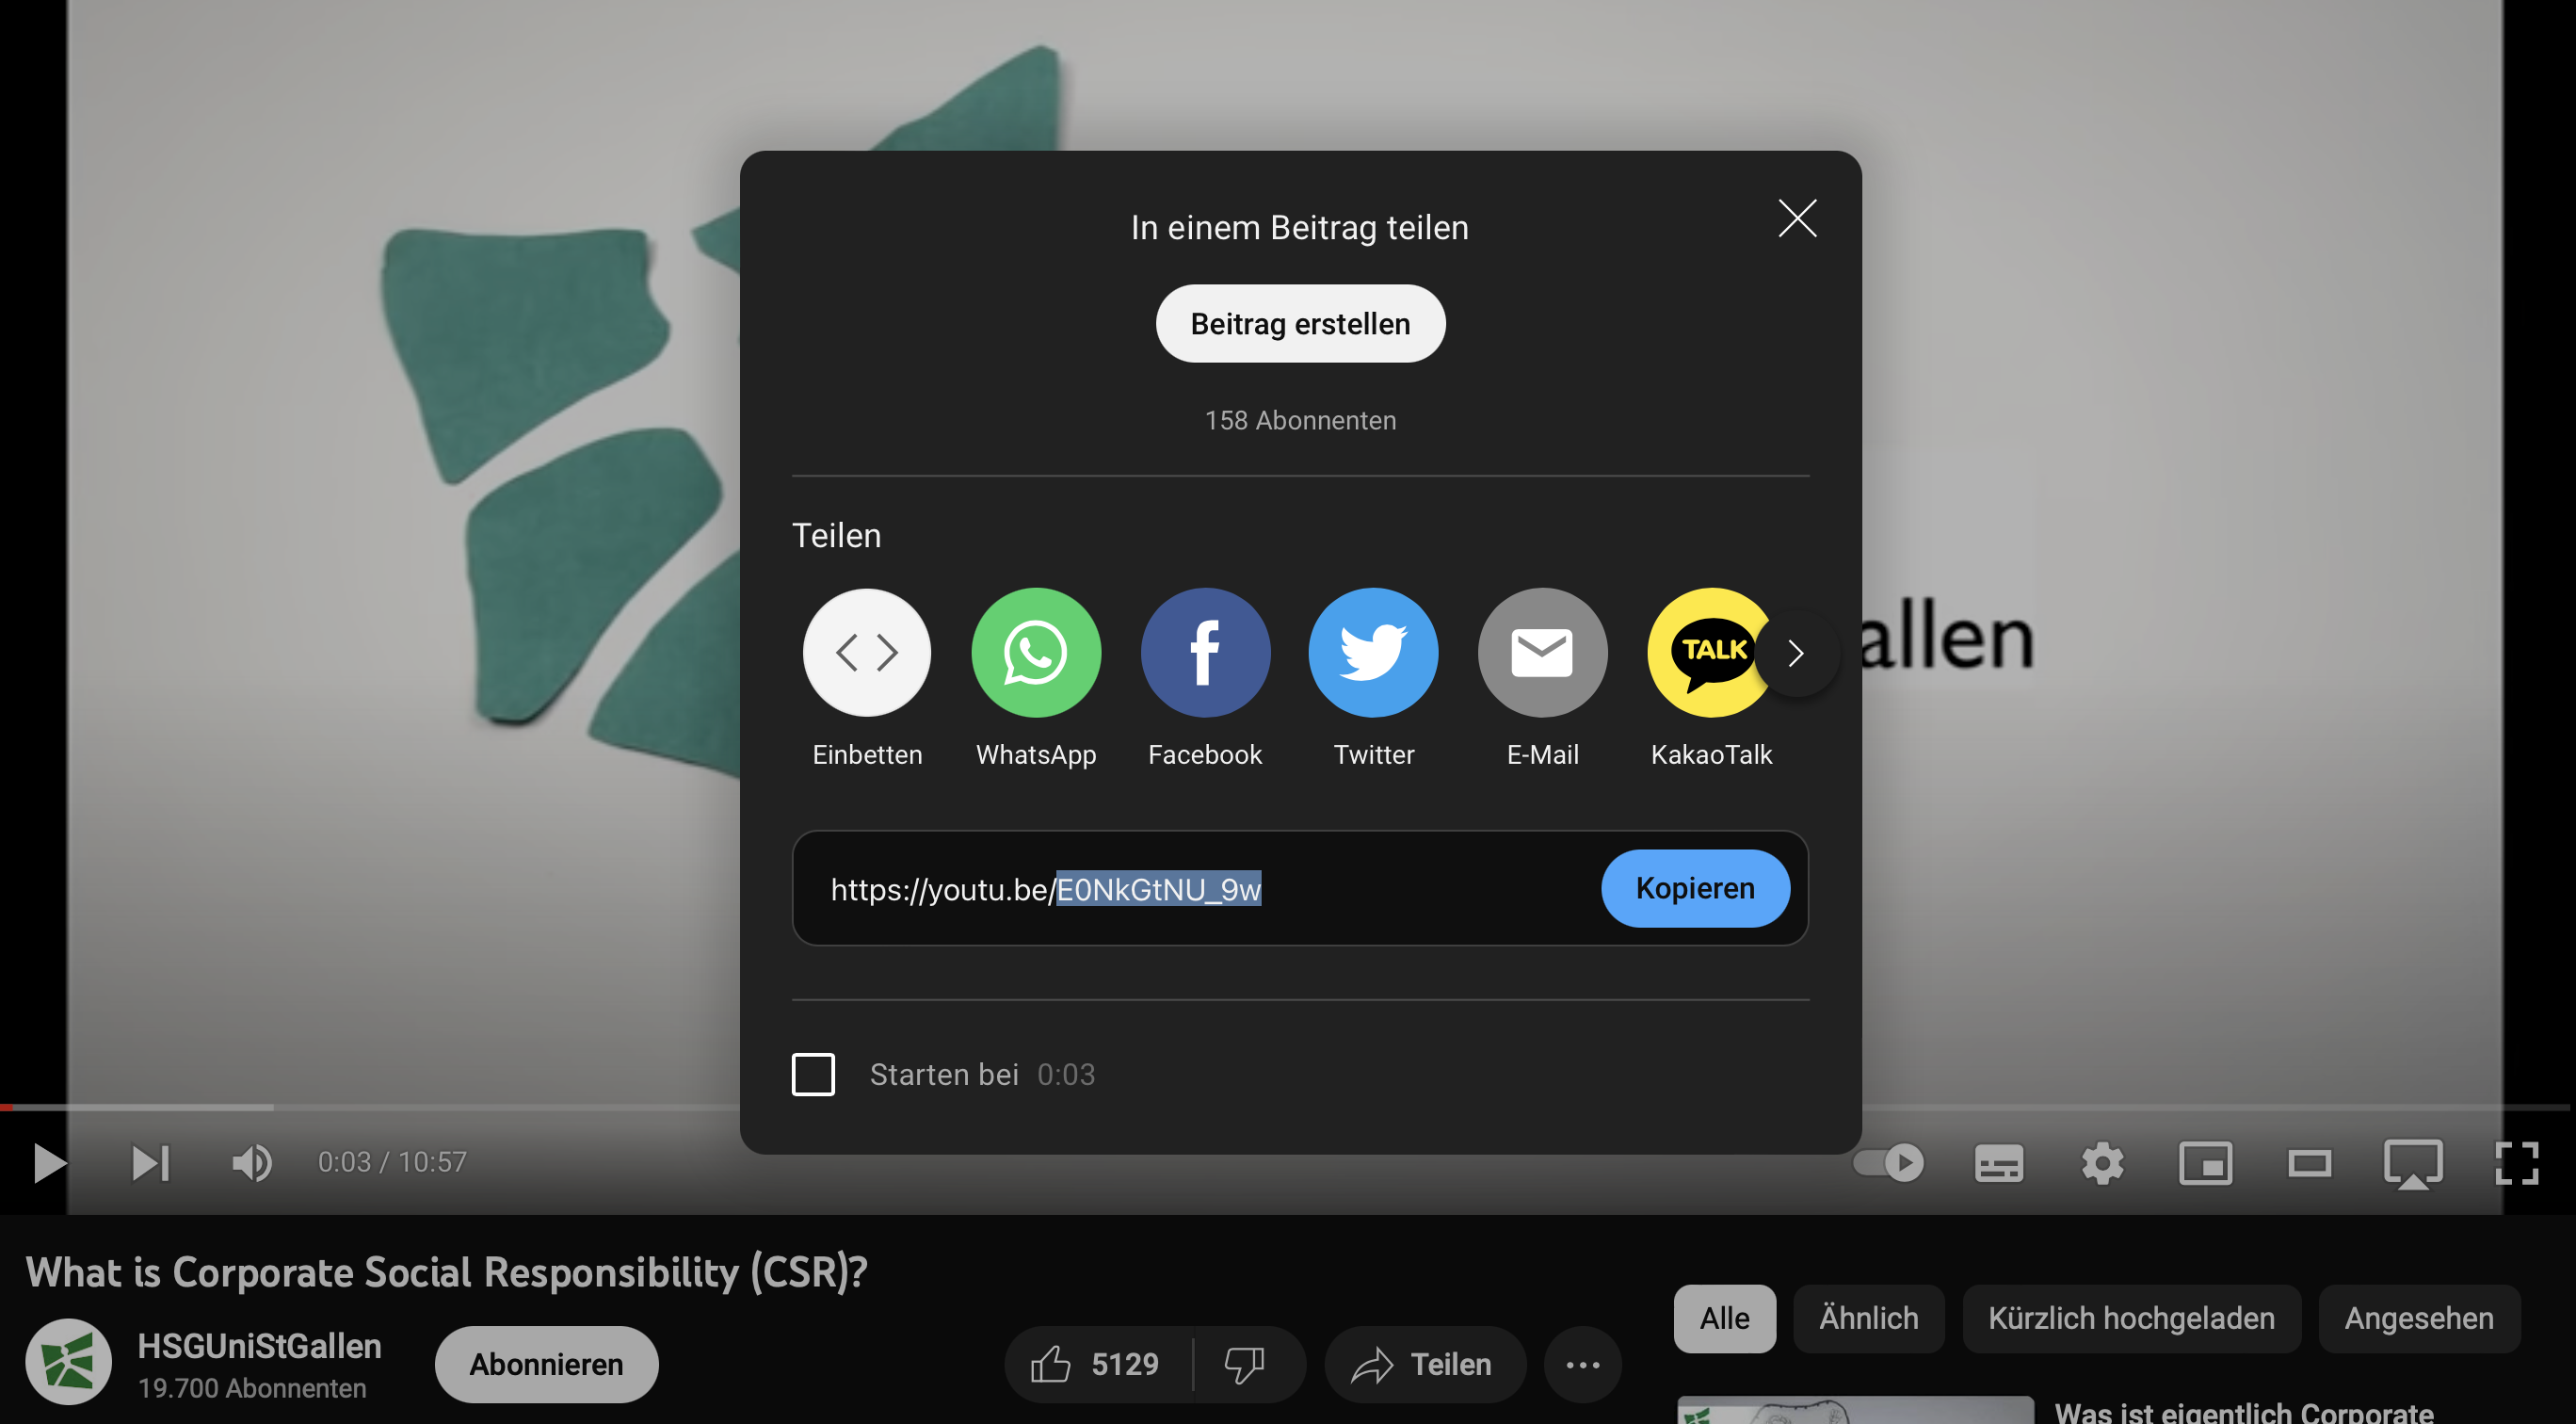 In einem Beitrag teilen
Beitrag erstellen
158 Abonnenten
Teilen
TALK
Einbetten
WhatsApp
Facebook
Twitter
E-Mail
KakaoTalk
allen
https://youtu.be/E0NkGtNU_9w
Kopieren
Starten bei 0:03
0:03 / 10:57
What is Corporate Social Responsibility (CSR)?
HSGUniStGallen
19.700 Abonnenten
Abonnieren
5129
Teilen
Alle
Ähnlich
Kürzlich hochgeladen
Angesehen
Was ist eigentlich Corporate